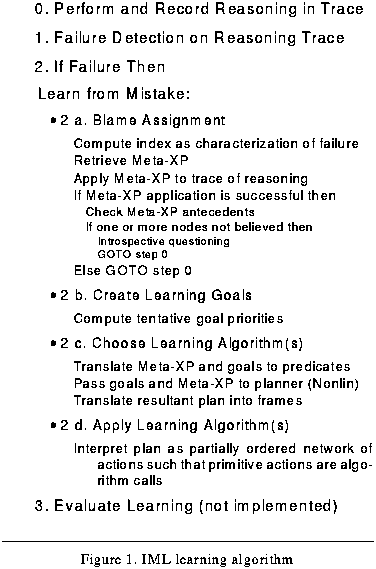 0. Perform and Record Reasoning in Trace
1. Failure Detection on Reasoning Trace
2. If Failure Then
Learn from Mistake:
• 2 a. Blame Assignment
Compute index as characterization of failure
Retrieve Meta-XP
Apply Meta-XP to trace of reasoning
If Meta-XP application is successful then
Check Meta-XP antecedents
If one or more nodes not believed then
Introspective questioning
GOTO step 0
Else GOTO step 0
• 2 b. Create Learning Goals
Compute tentative goal priorities
• 2 c. Choose Learning Algorithm(s)
Translate Meta-XP and goals to predicates
Pass goals and Meta-XP to planner (Nonlin)
Translate resultant plan into frames
• 2 d. Apply Learning Algorithm(s)
Interpret plan as partially ordered network of
actions such that primitive actions are algo-
rithm calls
3. Evaluate Learning (not implemented)
Figure 1. IML learning algorithm